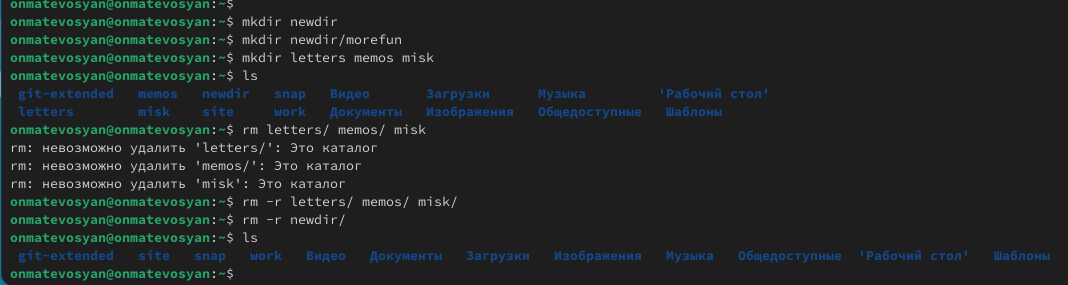 onmatevosyan@onmatevosyan:~$
onmatevosyan@onmatevosyan:~$ mkdir newdir
onmatevosyan@onmatevosyan:~$ mkdir newdir/morefun
onmatevosyan@onmatevosyan:~$ mkdir letters memos misk
onmatevosyan@onmatevosyan:~$ ls
git-extended memos newdir snap Видео Загрузки Музыка 'Рабочий стол'
letters misk site work Документы Изображения Общедоступные Шаблоны
onmatevosyan@onmatevosyan:~$ rm letters/ memos/ misk
rm: невозможно удалить 'letters/': Это каталог
rm: невозможно удалить 'memos/': Это каталог
rm: невозможно удалить 'misk': Это каталог
onmatevosyan@onmatevosyan:~$ rm -r letters/ memos/ misk/
onmatevosyan@onmatevosyan:~$ rm -r newdir/
onmatevosyan@onmatevosyan:~$ ls
git-extended site snap work Видео Документы Загрузки Изображения Музыка Общедоступные 'Рабочий стол' Шаблоны
onmatevosyan@onmatevosyan:~$